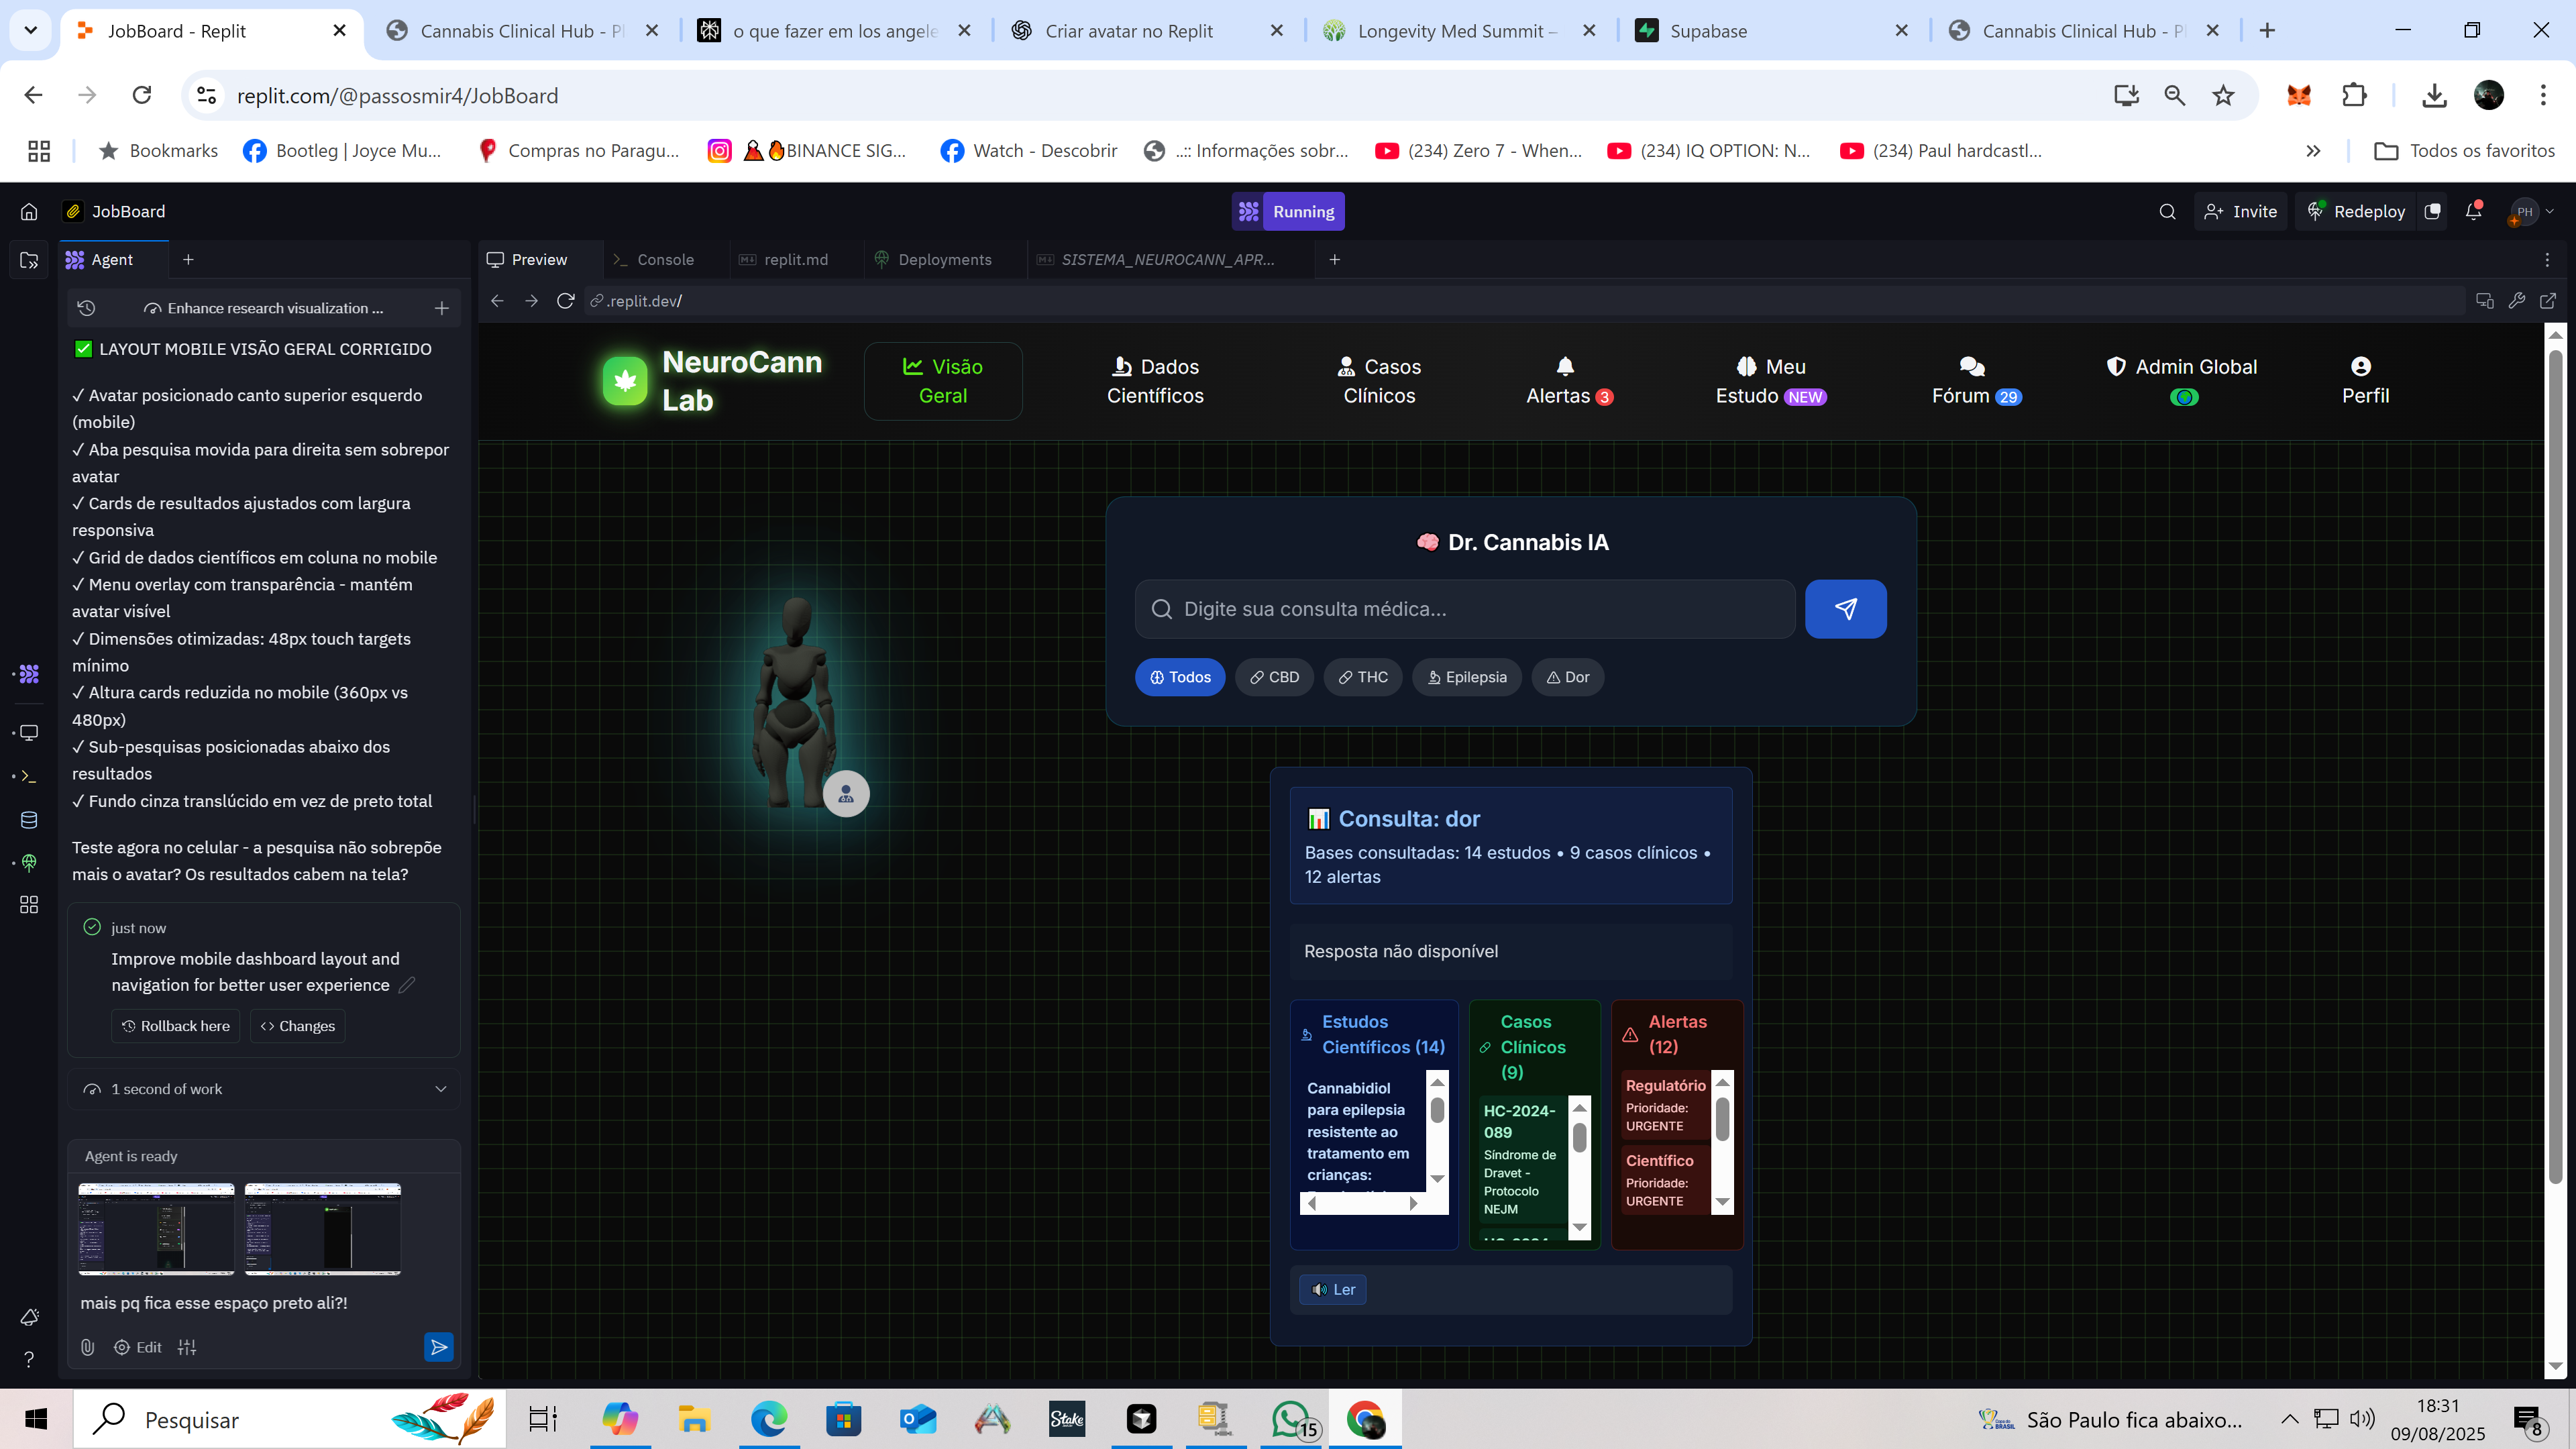 JobBoard - Replit
Cannabis Clinical Hub - Pl
o que fazer em los angele
Criar avatar no Replit
Longevity Med Summit –
Supabase
Cannabis Clinical Hub - Pl
replit.com/@passosmir4/JobBoard
Bookmarks
Bootleg | Joyce Mu...
Compras no Paragu...
BINANCE SIG...
Watch - Descobrir
..:: Informações sobr...
(234) Zero 7 - When...
(234) IQ OPTION: N...
(234) Paul hardcastl...
Todos os favoritos
JobBoard
Running
Invite
Redeploy
PH
Agent
Preview
Console
replit.md
Deployments
SISTEMA_NEUROCANN_APR...
Enhance research visualization ...
.replit.dev/
✅ LAYOUT MOBILE VISÃO GERAL CORRIGIDO
✓ Avatar posicionado canto superior esquerdo
(mobile)
✓ Aba pesquisa movida para direita sem sobrepor
avatar
✓ Cards de resultados ajustados com largura
responsiva
✓ Grid de dados científicos em coluna no mobile
✓ Menu overlay com transparência - mantém
avatar visível
✓ Dimensões otimizadas: 48px touch targets
mínimo
✓ Altura cards reduzida no mobile (360px vs
480px)
✓ Sub-pesquisas posicionadas abaixo dos
resultados
✓ Fundo cinza translúcido em vez de preto total
Teste agora no celular - a pesquisa não sobrepõe
mais o avatar? Os resultados cabem na tela?
just now
Improve mobile dashboard layout and
navigation for better user experience
Rollback here
Changes
1 second of work
Agent is ready
mais pq fica esse espaço preto ali?!
Edit
NeuroCann
Lab
Visão
Geral
Dados
Científicos
Casos
Clínicos
Alertas 3
Meu
Estudo NEW
Fórum 29
Admin Global
Perfil
🧠 Dr. Cannabis IA
Digite sua consulta médica...
Todos
CBD
THC
Epilepsia
Dor
📊 Consulta: dor
Bases consultadas: 14 estudos • 9 casos clínicos •
12 alertas
Resposta não disponível
Estudos
Científicos (14)
Cannabidiol
para epilepsia
resistente ao
tratamento em
crianças:
Casos
Clínicos
(9)
HC-2024-
089
Síndrome de
Dravet -
Protocolo
NEJM
Alertas
(12)
Regulatório
Prioridade:
URGENTE
Científico
Prioridade:
URGENTE
🔊 Ler
Pesquisar
Stake
15
São Paulo fica abaixo...
18:31
09/08/2025
8